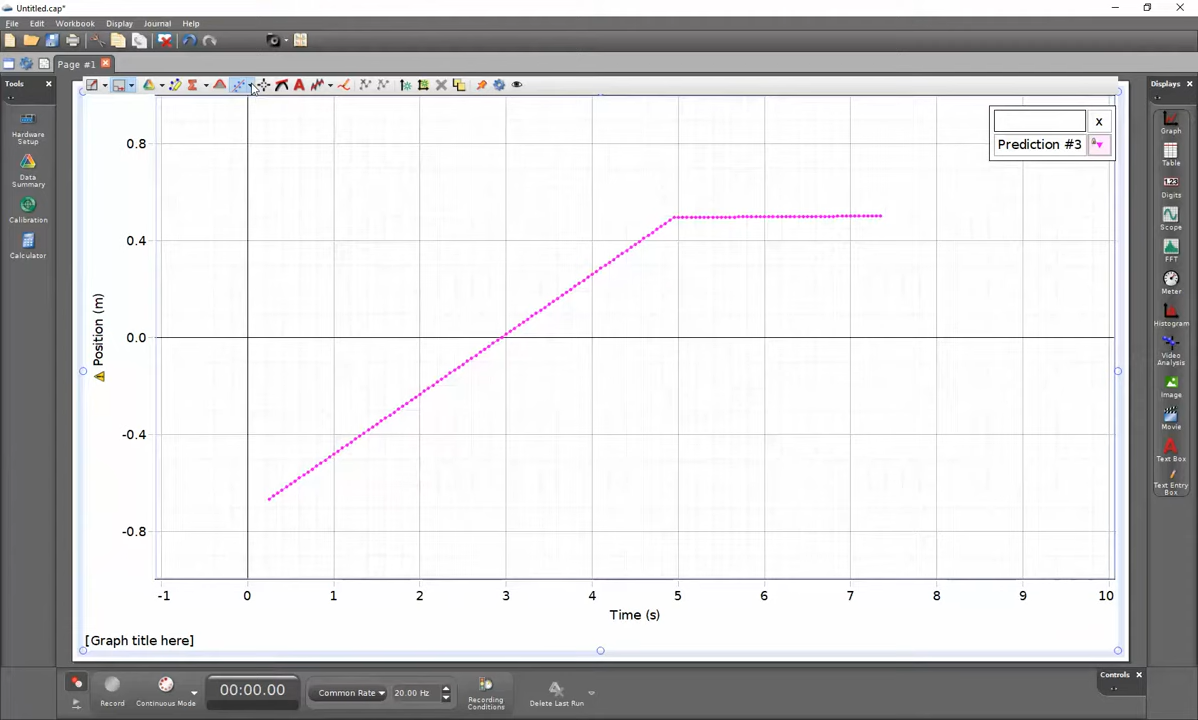 Untitled.cap*
File Edit Workbook Display Journal Help
Page #1
Tools
Displays
Hardware
Setup
Data
Summary
Calibration
Calculator
x
Prediction #3
0.8
0.4
0.0
-0.4
-0.8
Position (m)
-1 0 1 2 3 4 5 6 7 8 9 10
Time (s)
[Graph title here]
Graph
Table
1.23
Digits
Scope
FFT
Meter
Histogram
Video
Analysis
Image
Movie
Text Box
Text Entry
Box
Record
Continuous Mode
00:00.00
Common Rate
20.00 Hz
Recording
Conditions
Delete Last Run
Controls